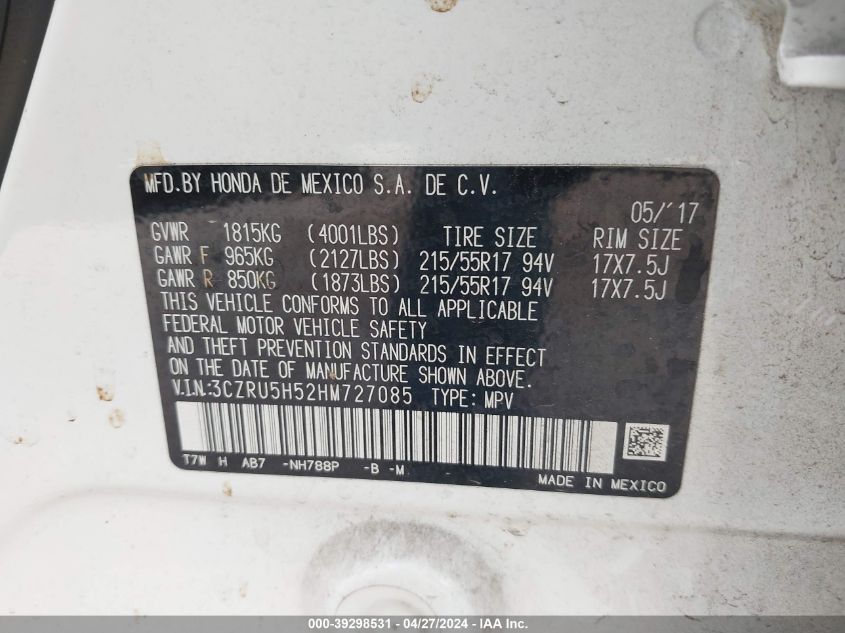 MFD.BY HONDA DE MEXICO S.A. DE C.V.
05/'17
GVWR 1815KG (4001LBS) TIRE SIZE RIM SIZE
GAWR F 965KG (2127LBS) 215/55R17 94V 17X7.5J
GAWR R 850KG (1873LBS) 215/55R17 94V 17X7.5J
THIS VEHICLE CONFORMS TO ALL APPLICABLE
FEDERAL MOTOR VEHICLE SAFETY
AND THEFT PREVENTION STANDARDS IN EFFECT
ON THE DATE OF MANUFACTURE SHOWN ABOVE.
V.I.N:3CZRU5H52HM727085 TYPE: MPV
T7W H AB7 -NH788P -B -M
MADE IN MEXICO
000-39298531 - 04/27/2024 - IAA Inc.